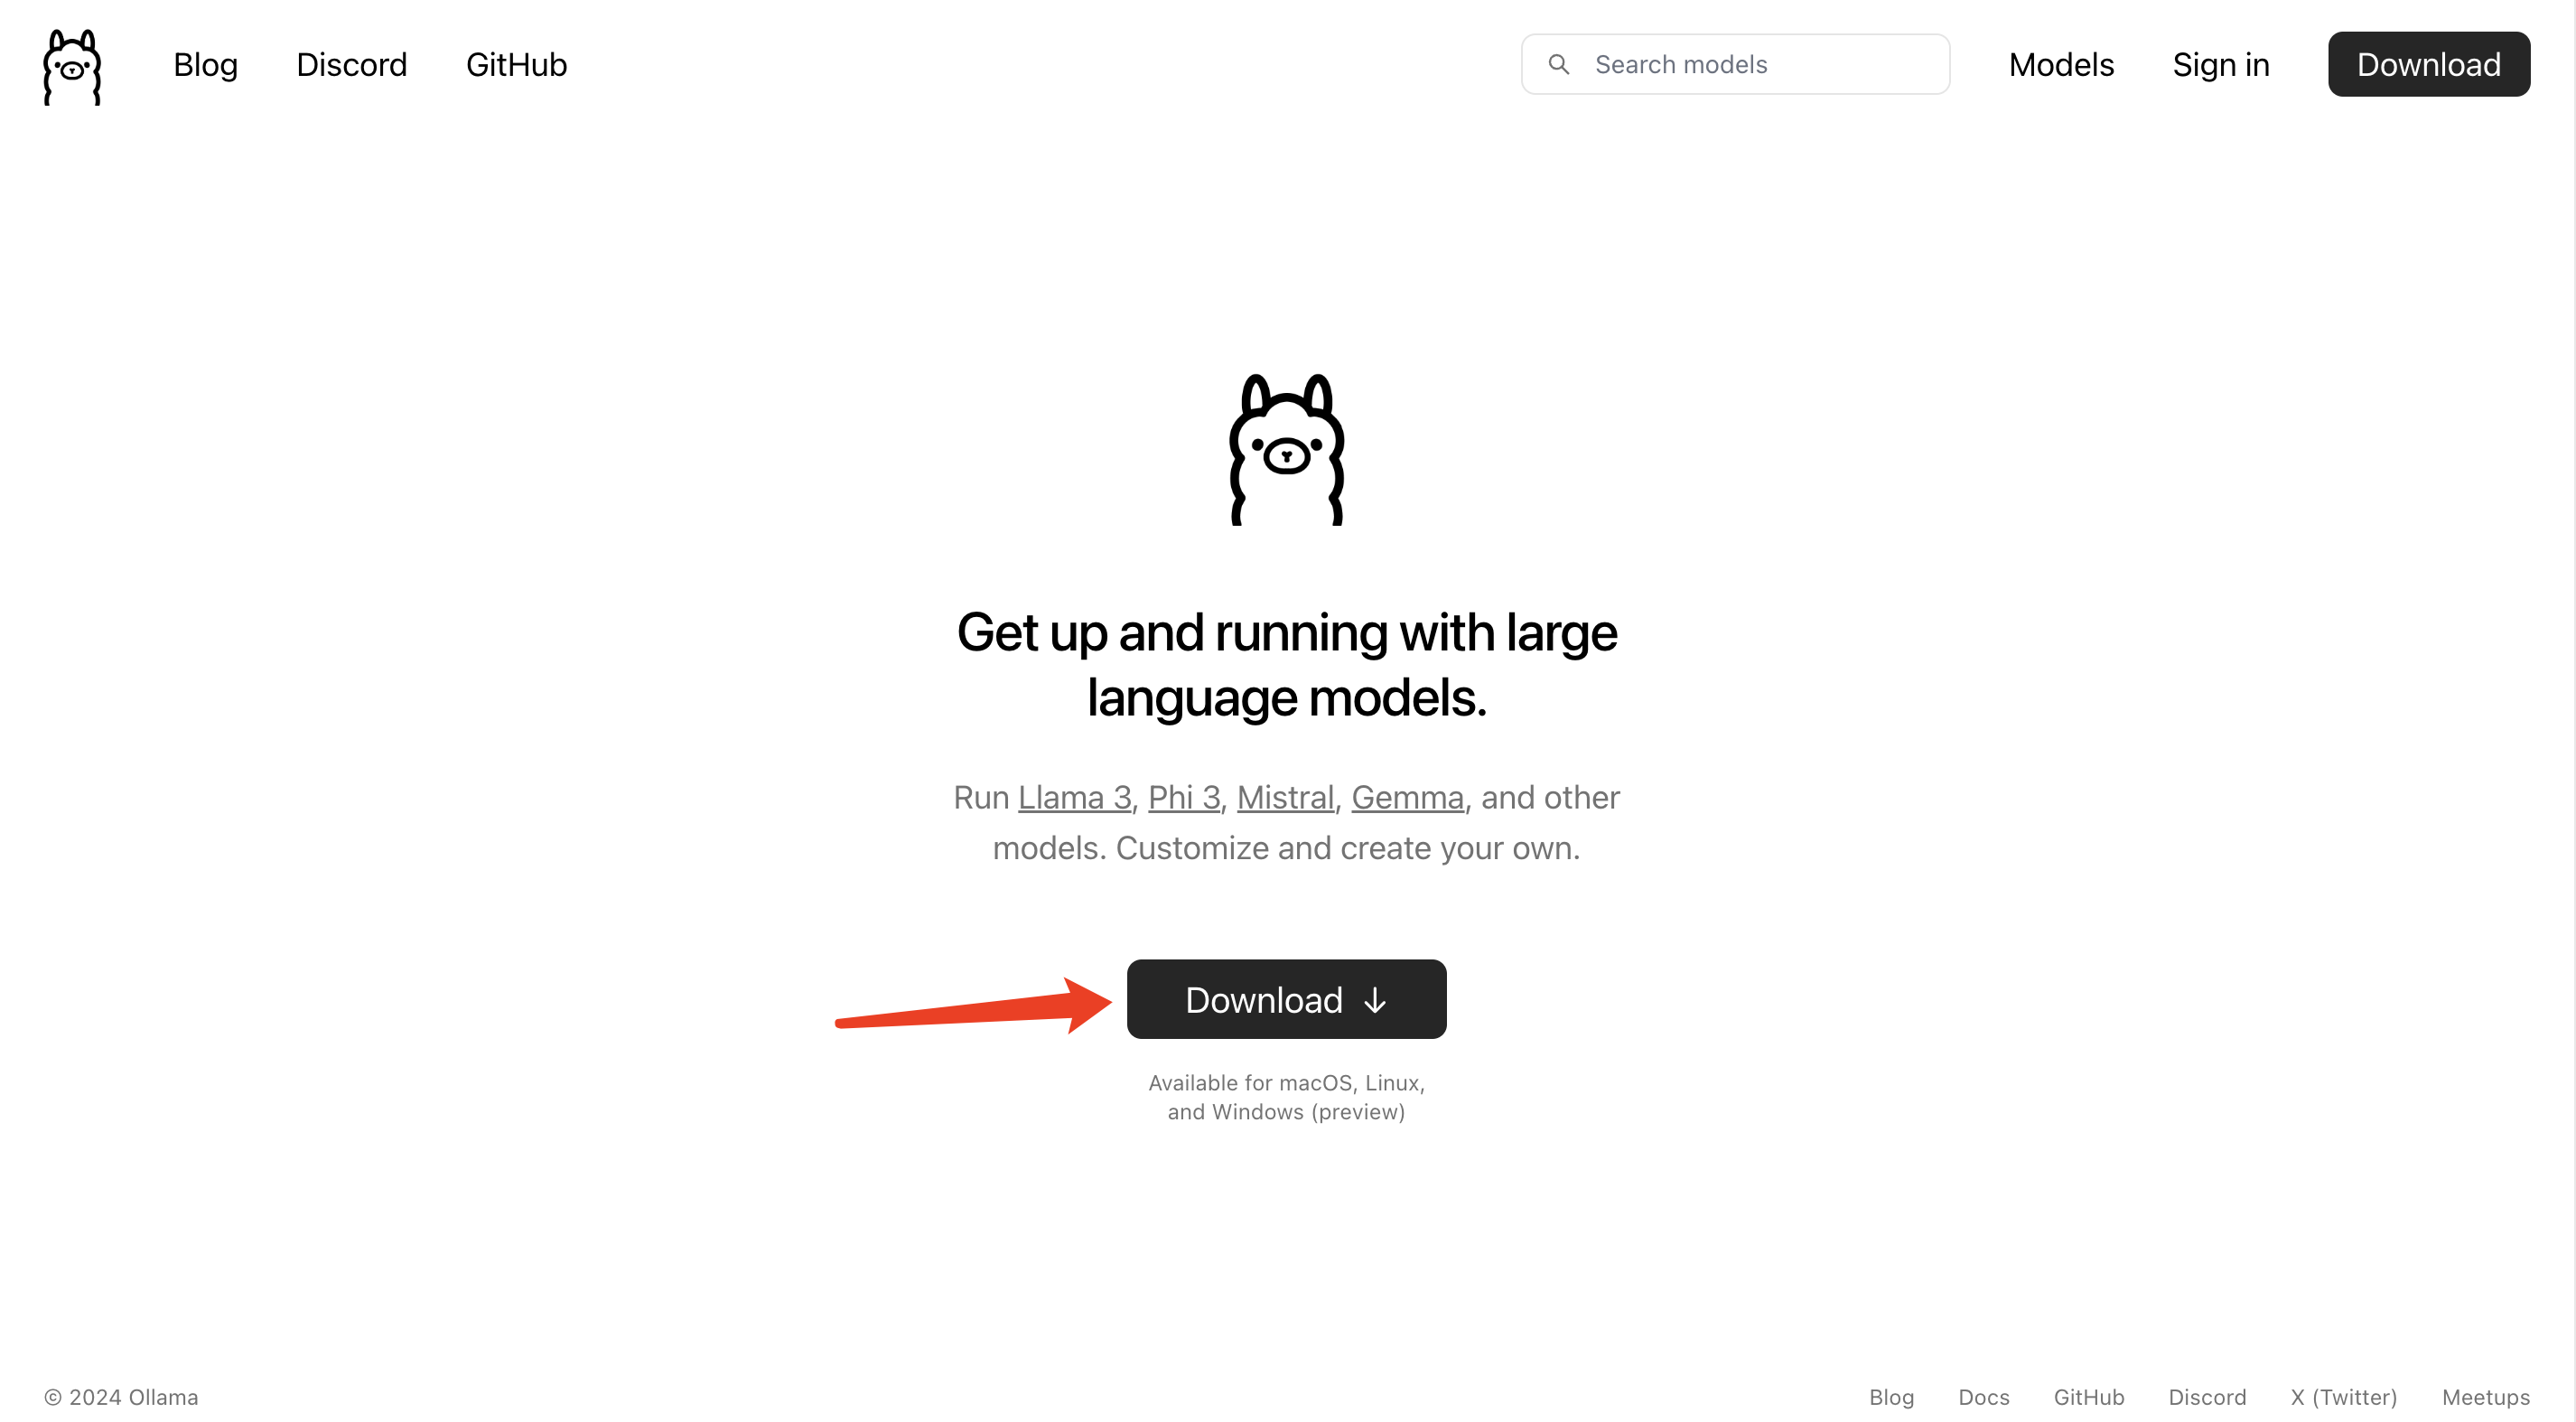 Blog Discord GitHub Search models Models Sign in Download
Get up and running with large
language models.
Run Llama 3, Phi 3, Mistral, Gemma, and other
models. Customize and create your own.
Download ↓
Available for macOS, Linux,
and Windows (preview)
© 2024 Ollama Blog Docs GitHub Discord X (Twitter) Meetups